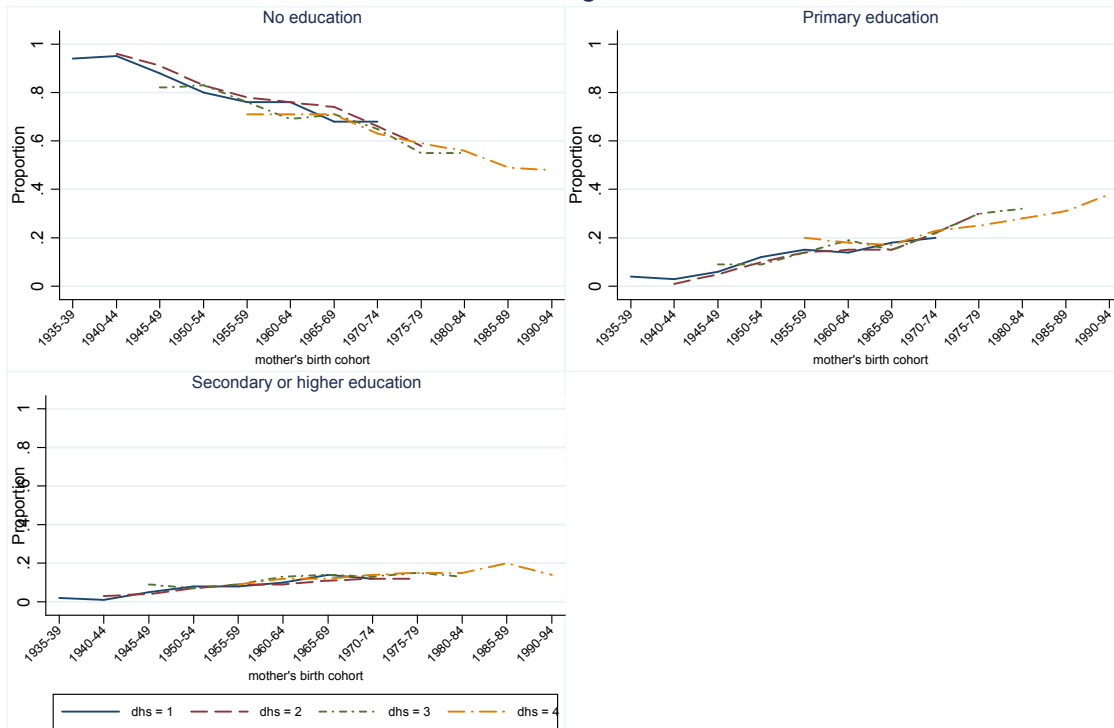 No education
Primary education
Proportion
0 .2 .4 .6 .8 1
1935-39 1940-44 1945-49 1950-54 1955-59 1960-64 1965-69 1970-74 1975-79 1980-84 1985-89 1990-94
mother's birth cohort
Proportion
0 .2 .4 .6 .8 1
1935-39 1940-44 1945-49 1950-54 1955-59 1960-64 1965-69 1970-74 1975-79 1980-84 1985-89 1990-94
mother's birth cohort
Secondary or higher education
Proportion
0 .2 .4 .6 .8 1
1935-39 1940-44 1945-49 1950-54 1955-59 1960-64 1965-69 1970-74 1975-79 1980-84 1985-89 1990-94
mother's birth cohort
dhs = 1 dhs = 2 dhs = 3 dhs = 4